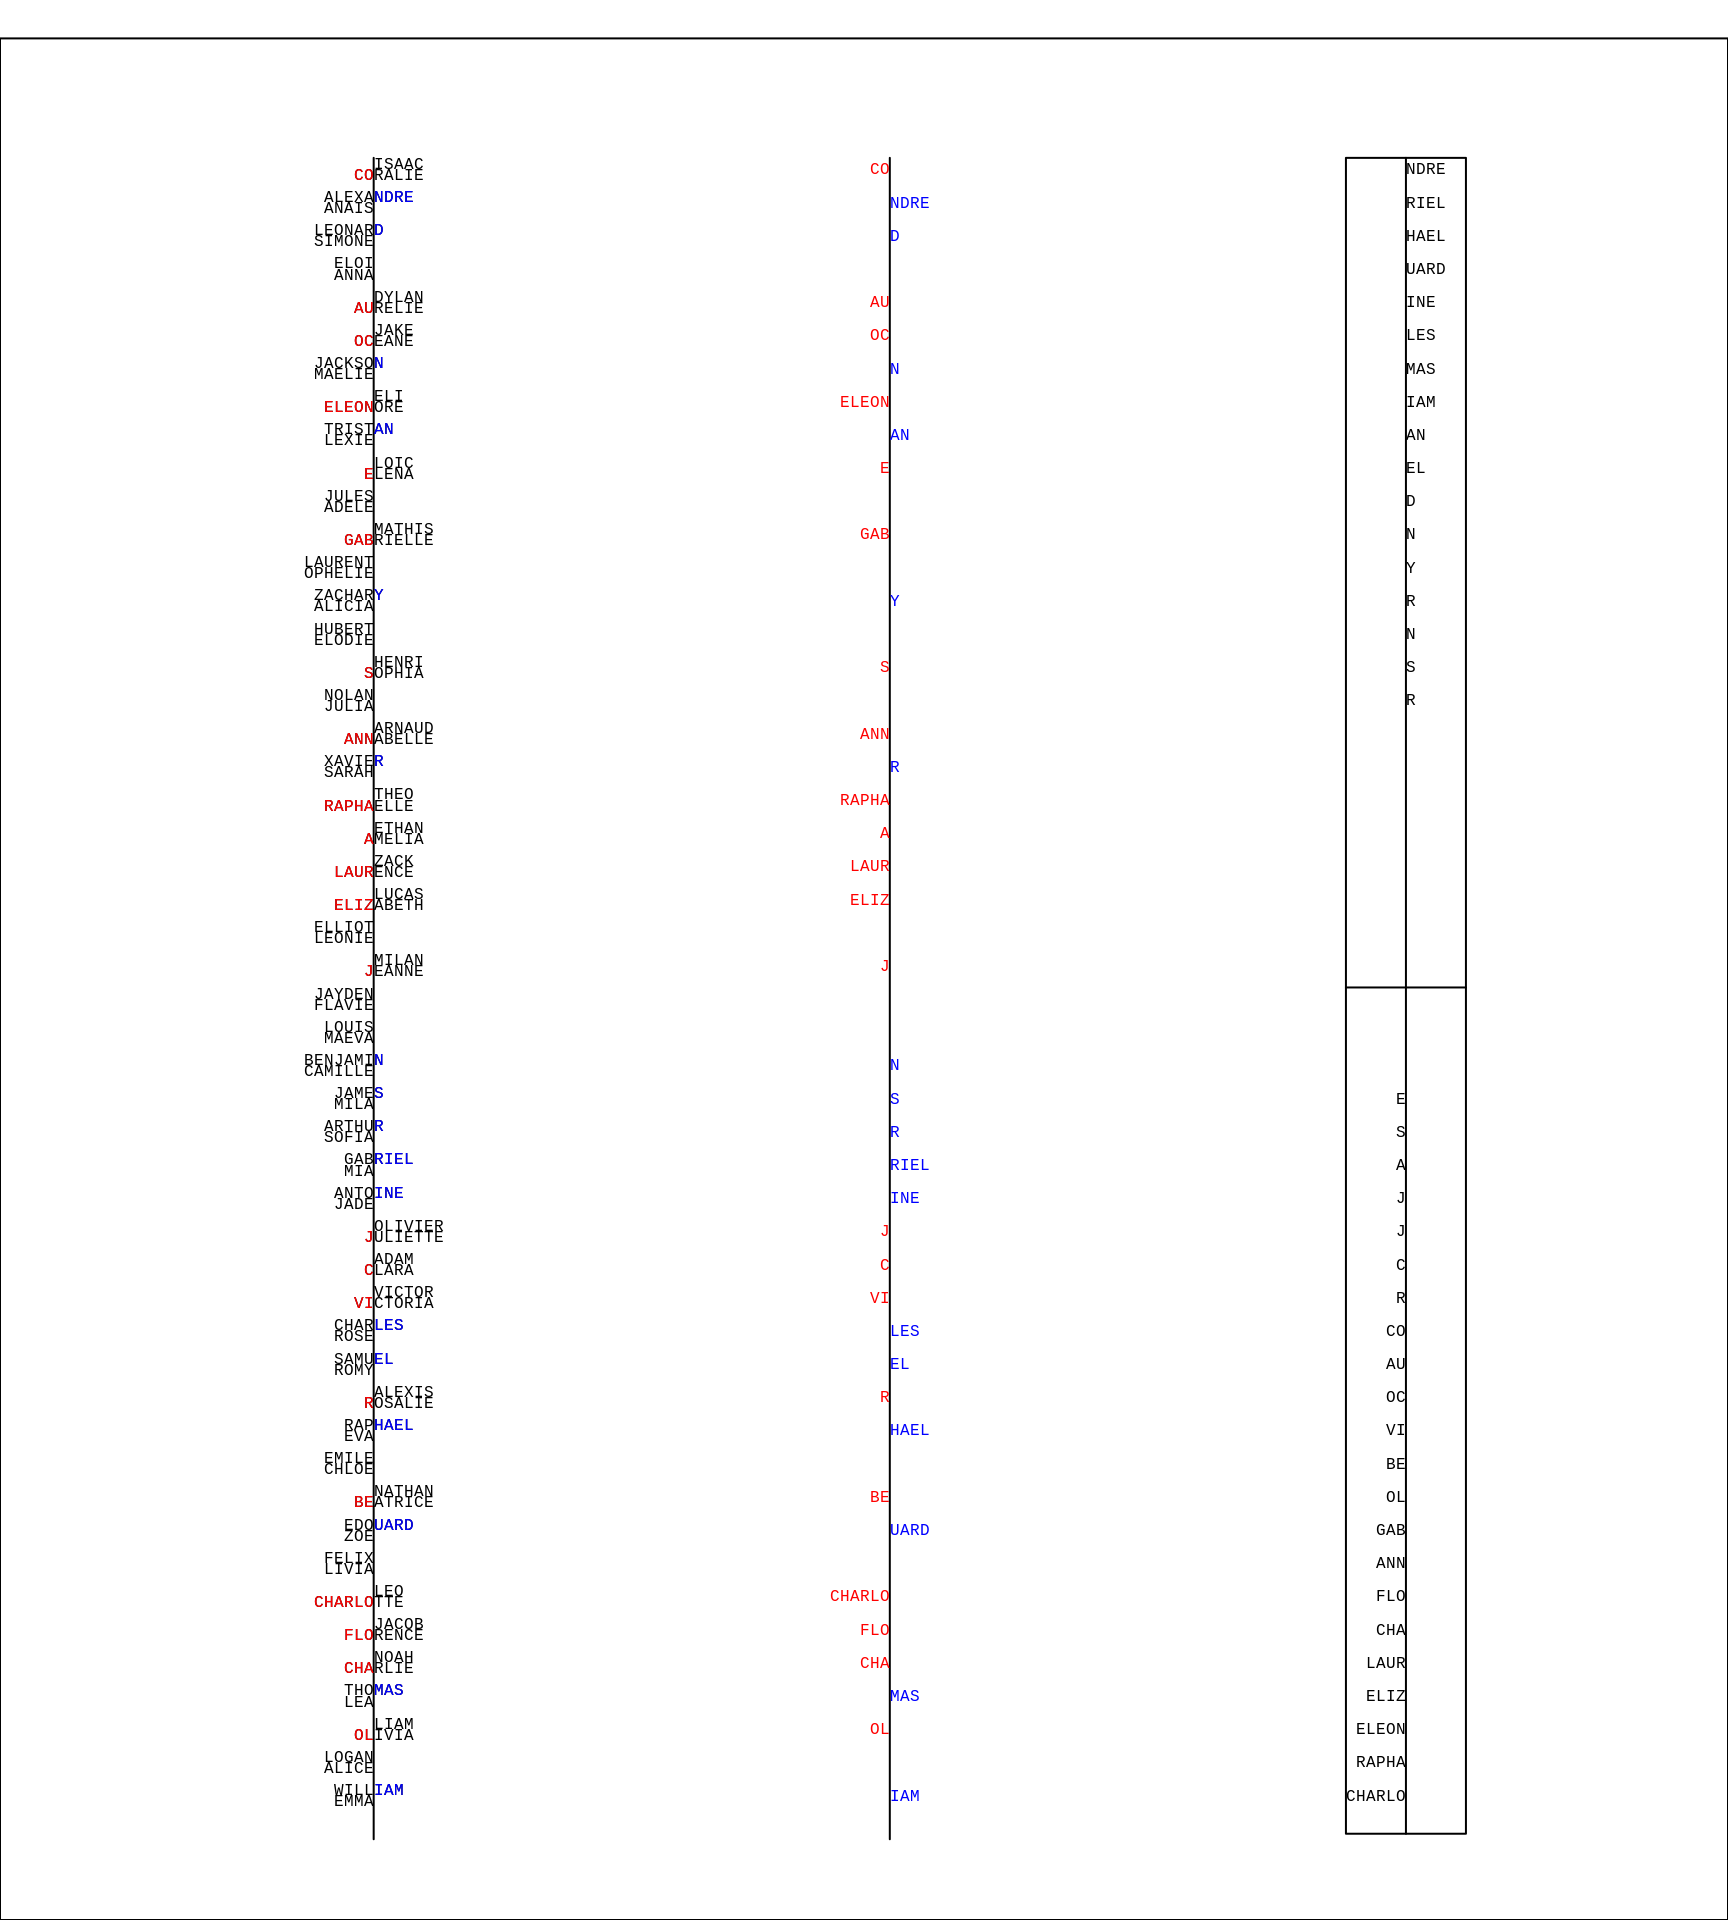 ISAAC
CORALIE
ALEXANDRE
ANAIS
LEONARD
SIMONE
ELOI
ANNA
DYLAN
AURELIE
JAKE
OCEANE
JACKSON
MAELIE
ELI
ELEONORE
TRISTAN
LEXIE
LOIC
ELENA
JULES
ADELE
MATHIS
GABRIELLE
LAURENT
OPHELIE
ZACHARY
ALICIA
HUBERT
ELODIE
HENRI
SOPHIA
NOLAN
JULIA
ARNAUD
ANNABELLE
XAVIER
SARAH
THEO
RAPHAELLE
ETHAN
AMELIA
ZACK
LAURENCE
LUCAS
ELIZABETH
ELLIOT
LEONIE
MILAN
JEANNE
JAYDEN
FLAVIE
LOUIS
MAEVA
BENJAMIN
CAMILLE
JAMES
MILA
ARTHUR
SOFIA
GABRIEL
MIA
ANTOINE
JADE
OLIVIER
JULIETTE
ADAM
CLARA
VICTOR
VICTORIA
CHARLES
ROSE
SAMUEL
ROMY
ALEXIS
ROSALIE
RAPHAEL
EVA
EMILE
CHLOE
NATHAN
BEATRICE
EDOUARD
ZOE
FELIX
LIVIA
LEO
CHARLOTTE
JACOB
FLORENCE
NOAH
CHARLIE
THOMAS
LEA
LIAM
OLIVIA
LOGAN
ALICE
WILLIAM
EMMA
CO
NDRE
D
AU
OC
N
ELEON
AN
E
GAB
Y
S
ANN
R
RAPHA
A
LAUR
ELIZ
J
N
S
R
RIEL
INE
J
C
VI
LES
EL
R
HAEL
BE
UARD
CHARLO
FLO
CHA
MAS
OL
IAM
NDRE
RIEL
HAEL
UARD
INE
LES
MAS
IAM
AN
EL
D
N
Y
R
N
S
R
E
S
A
J
J
C
R
CO
AU
OC
VI
BE
OL
GAB
ANN
FLO
CHA
LAUR
ELIZ
ELEON
RAPHA
CHARLO